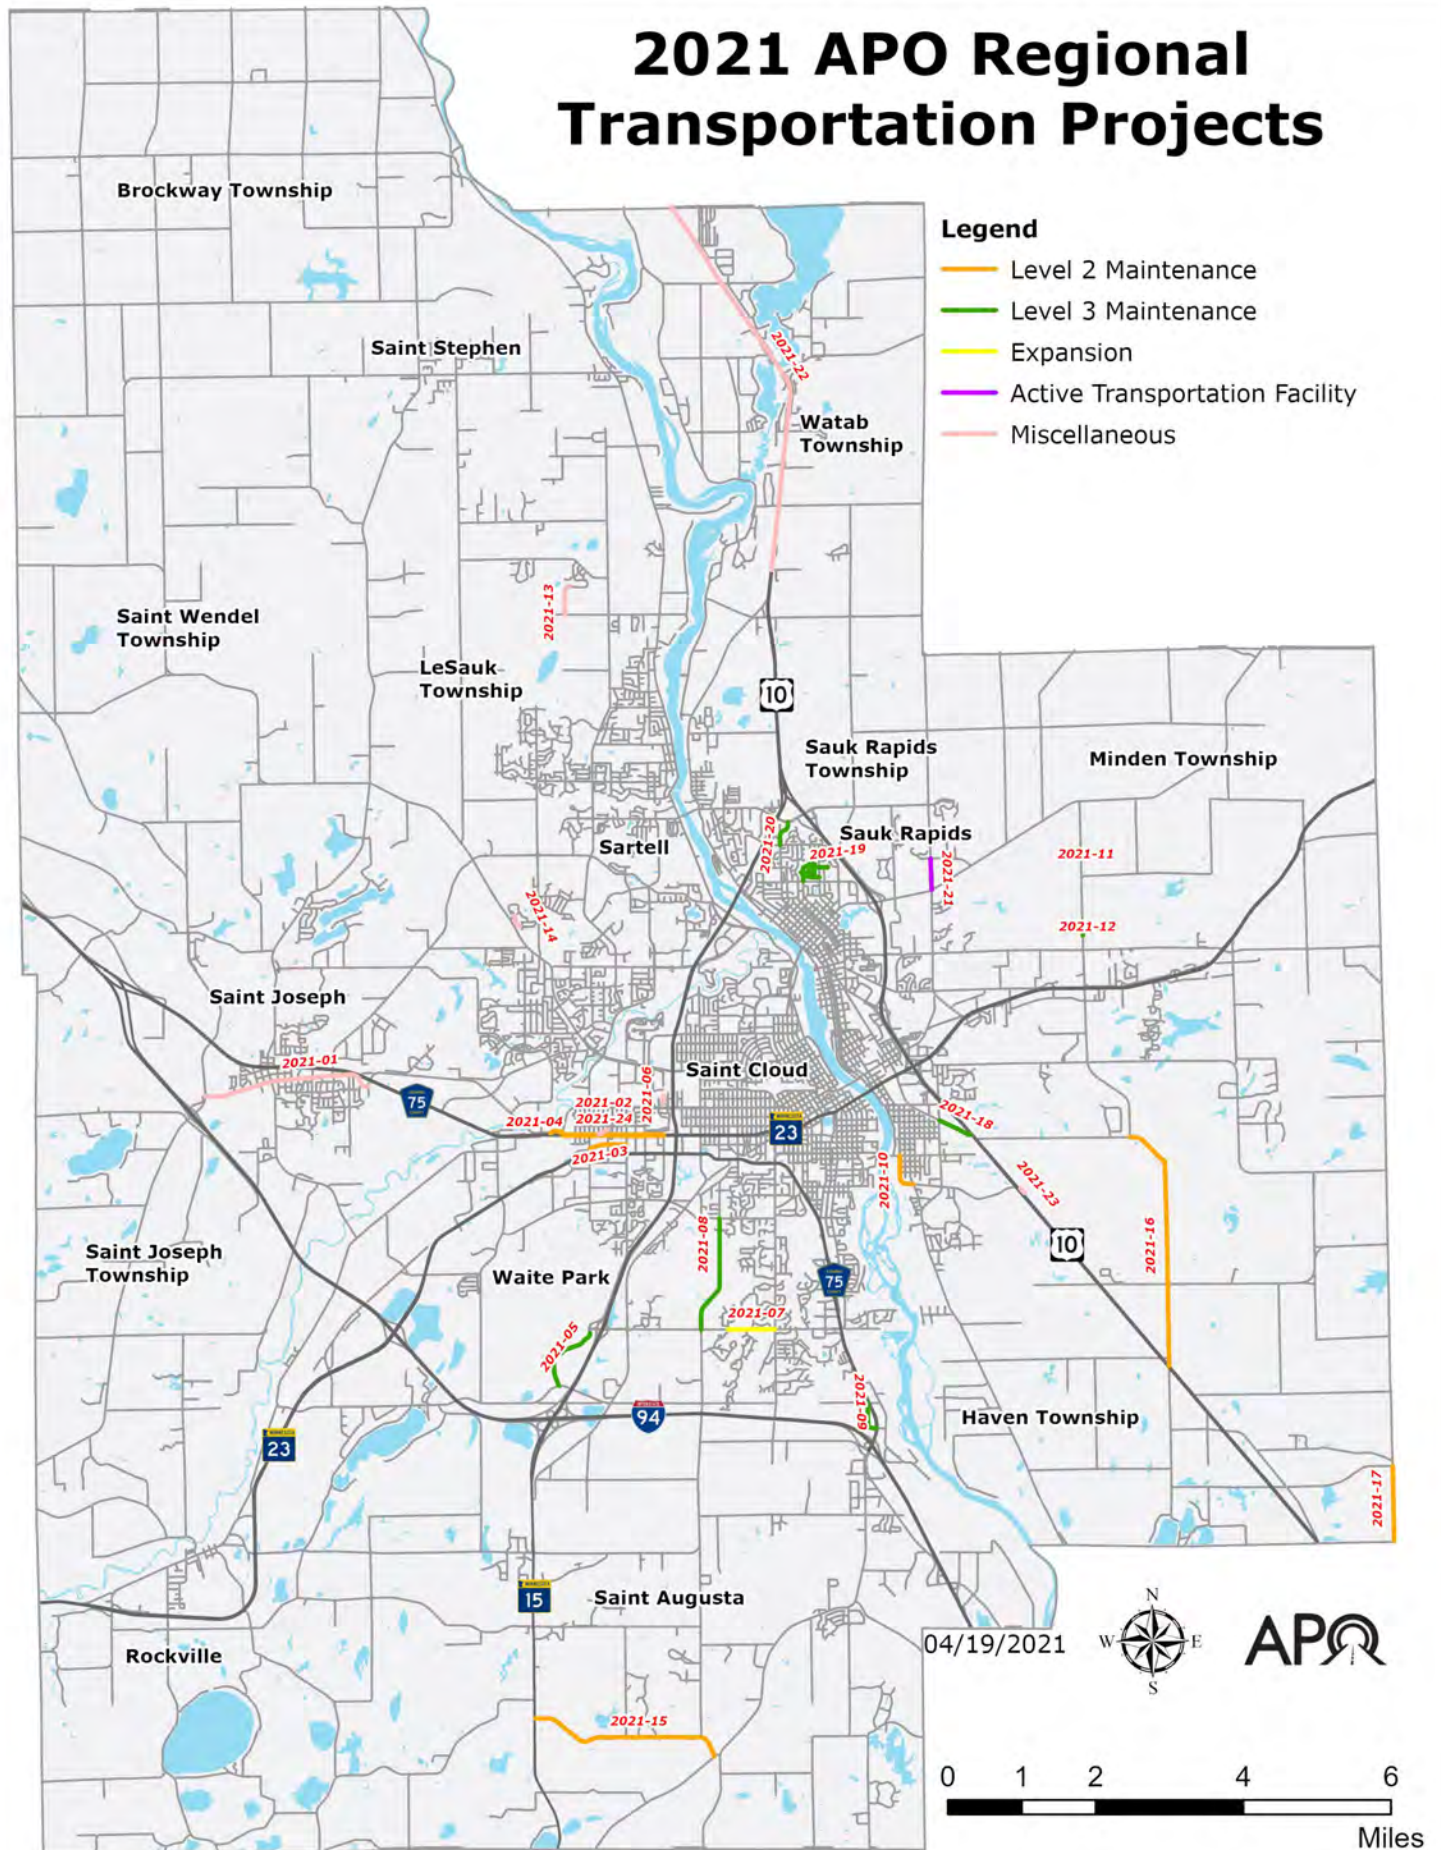 2021 APO Regional
Transportation Projects
Brockway Township
Legend
Level 2 Maintenance
Level 3 Maintenance
Expansion
Active Transportation Facility
Miscellaneous
Saint Stephen
2021-22
Watab
Township
2021-13
Saint Wendel
Township
LeSauk
Township
10
Sauk Rapids
Township
Minden Township
2021-20
Sauk Rapids
Sartell
2021-19
2021-21
2021-11
2021-14
2021-12
Saint Joseph
2021-01
Saint Cloud
2021-06
75
2021-02
2021-04
2021-24
23
2021-18
2021-03
2021-10
2021-23
2021-08
2021-16
10
Saint Joseph
Township
Waite Park
75
2021-07
2021-05
2021-09
94
Haven Township
23
2021-17
15
Saint Augusta
N
W
E
S
04/19/2021
APO
Rockville
2021-15
0 1 2 4 6
Miles